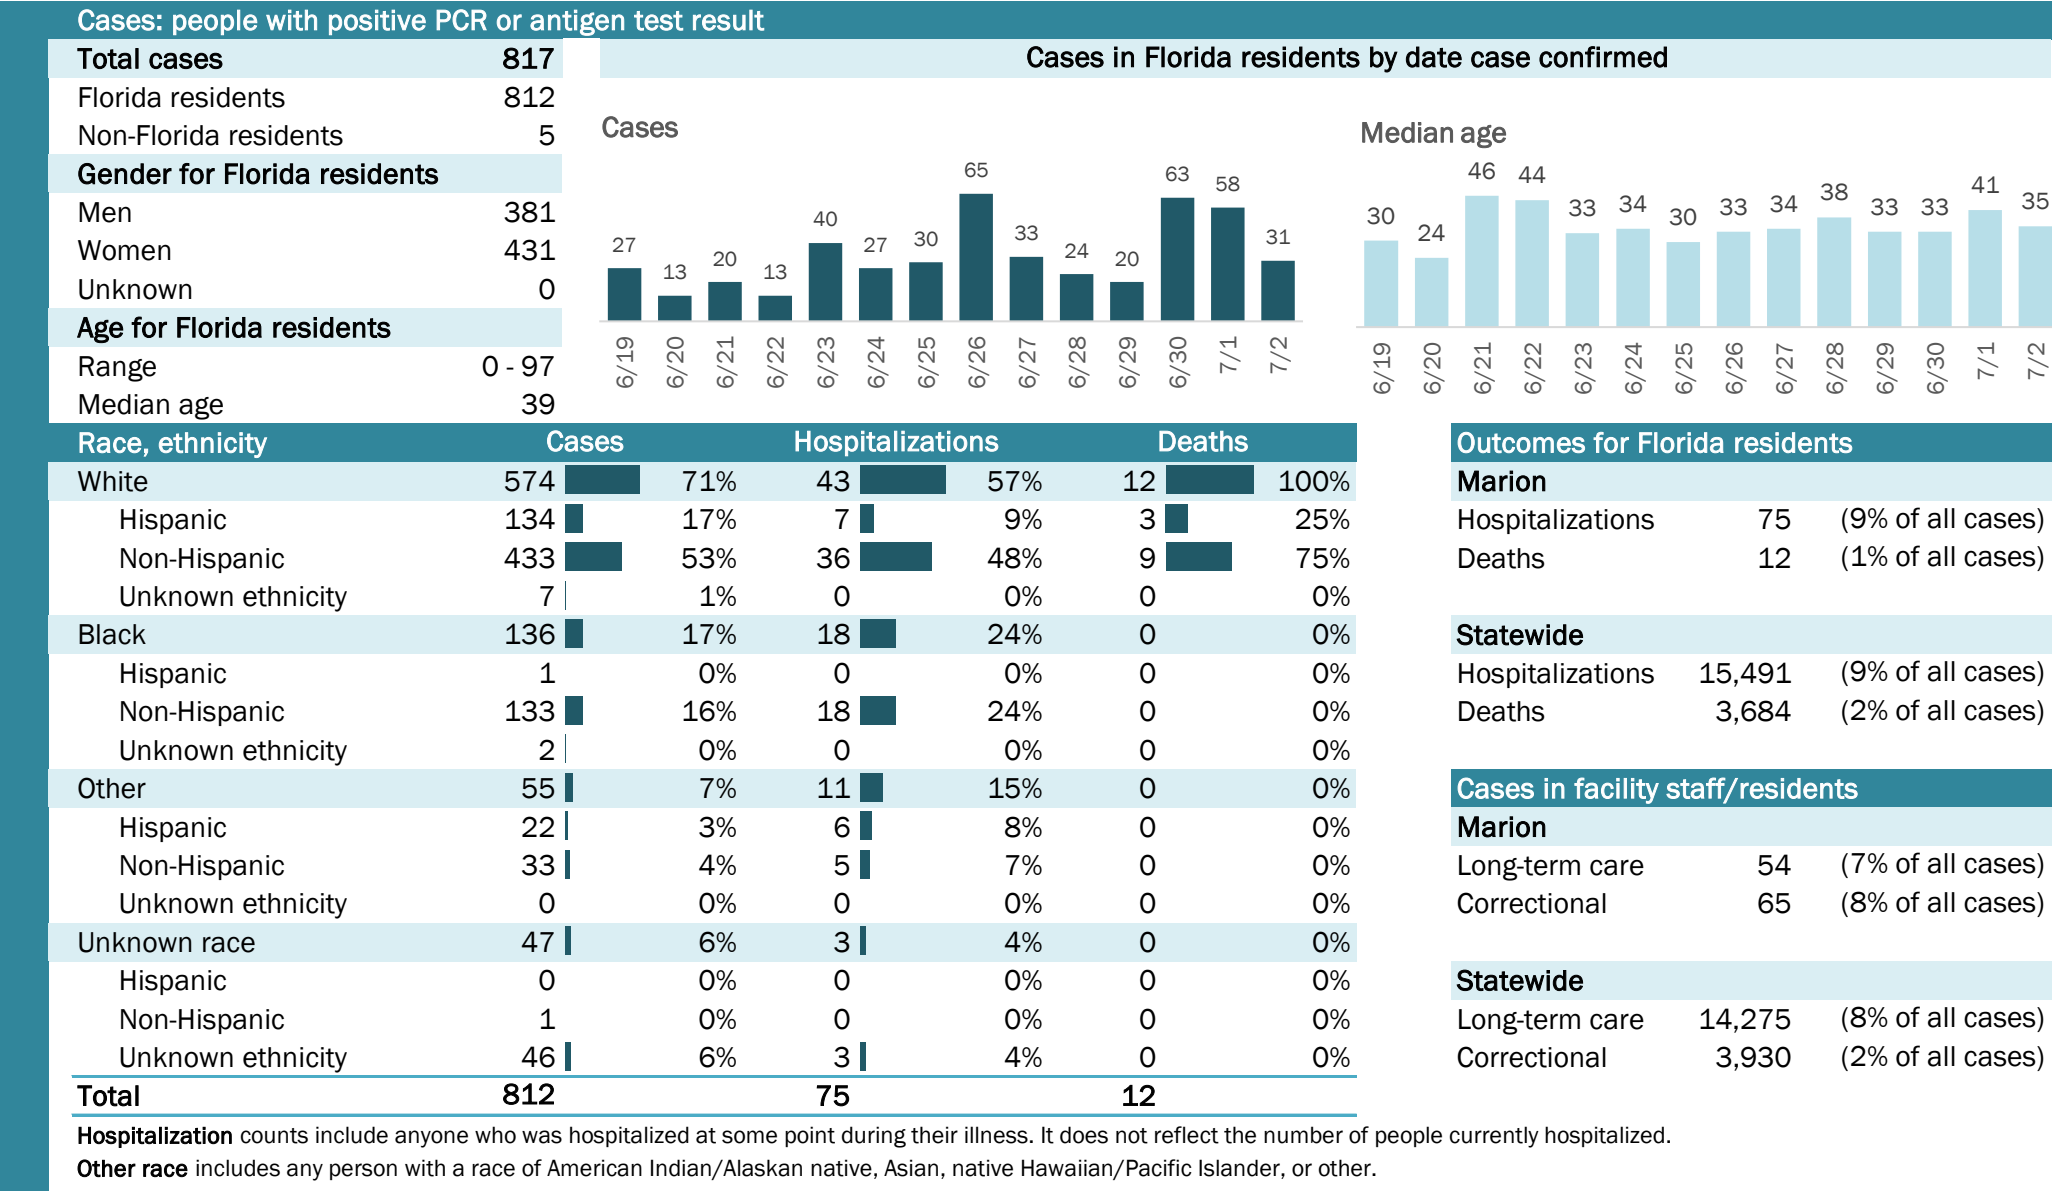 Cases: people with positive PCR or antigen test result
Total cases 817
Florida residents 812
Non-Florida residents 5
Gender for Florida residents
Men 381
Women 431
Unknown 0
Age for Florida residents
Range 0 - 97
Median age 39
Cases in Florida residents by date case confirmed
Cases
27 13 20 13 40 27 30 65 33 24 20 63 58 31
6/19 6/20 6/21 6/22 6/23 6/24 6/25 6/26 6/27 6/28 6/29 6/30 7/1 7/2
Median age
30 24 46 44 33 34 30 33 34 38 33 33 41 35
6/19 6/20 6/21 6/22 6/23 6/24 6/25 6/26 6/27 6/28 6/29 6/30 7/1 7/2
Race, ethnicity Cases Hospitalizations Deaths
White 574 71% 43 57% 12 100%
Hispanic 134 17% 7 9% 3 25%
Non-Hispanic 433 53% 36 48% 9 75%
Unknown ethnicity 7 1% 0 0% 0 0%
Black 136 17% 18 24% 0 0%
Hispanic 1 0% 0 0% 0 0%
Non-Hispanic 133 16% 18 24% 0 0%
Unknown ethnicity 2 0% 0 0% 0 0%
Other 55 7% 11 15% 0 0%
Hispanic 22 3% 6 8% 0 0%
Non-Hispanic 33 4% 5 7% 0 0%
Unknown ethnicity 0 0% 0 0% 0 0%
Unknown race 47 6% 3 4% 0 0%
Hispanic 0 0% 0 0% 0 0%
Non-Hispanic 1 0% 0 0% 0 0%
Unknown ethnicity 46 6% 3 4% 0 0%
Total 812 75 12
Outcomes for Florida residents
Marion
Hospitalizations 75 (9% of all cases)
Deaths 12 (1% of all cases)
Statewide
Hospitalizations 15,491 (9% of all cases)
Deaths 3,684 (2% of all cases)
Cases in facility staff/residents
Marion
Long-term care 54 (7% of all cases)
Correctional 65 (8% of all cases)
Statewide
Long-term care 14,275 (8% of all cases)
Correctional 3,930 (2% of all cases)
Hospitalization counts include anyone who was hospitalized at some point during their illness. It does not reflect the number of people currently hospitalized.
Other race includes any person with a race of American Indian/Alaskan native, Asian, native Hawaiian/Pacific Islander, or other.